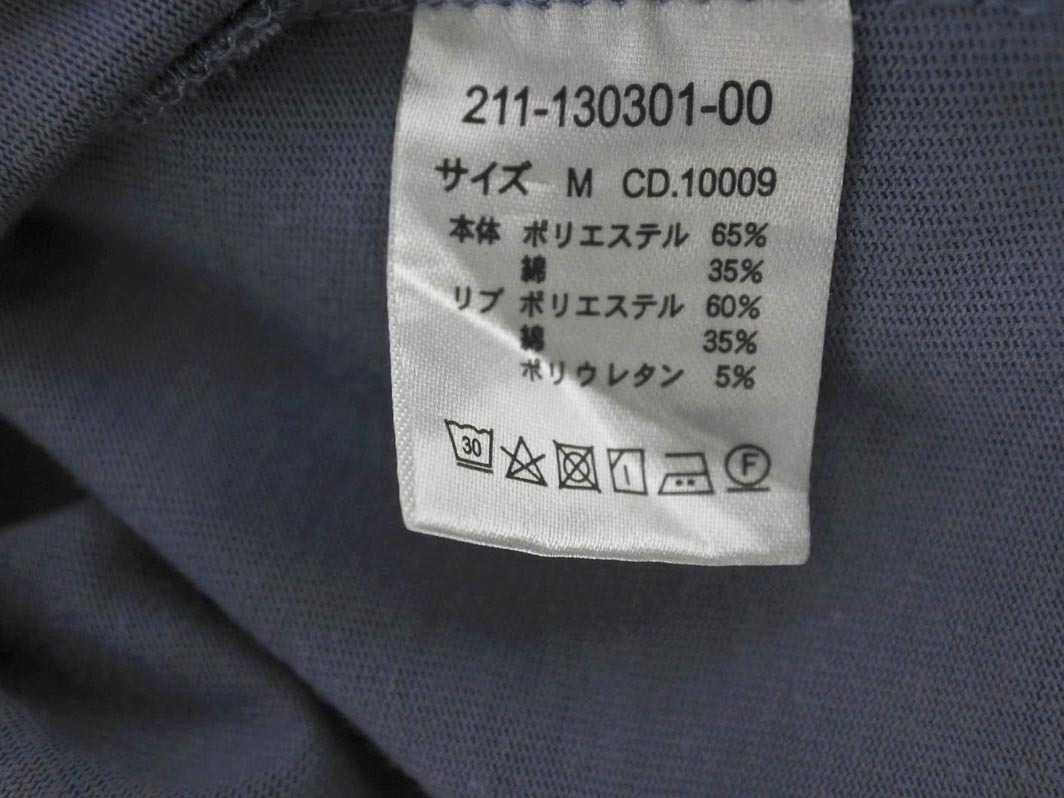 211-130301-00
サイズ M CD.10009
本体 ポリエステル 65%
綿 35%
リブ ポリエステル 60%
綿 35%
ポリウレタン 5%
30 F